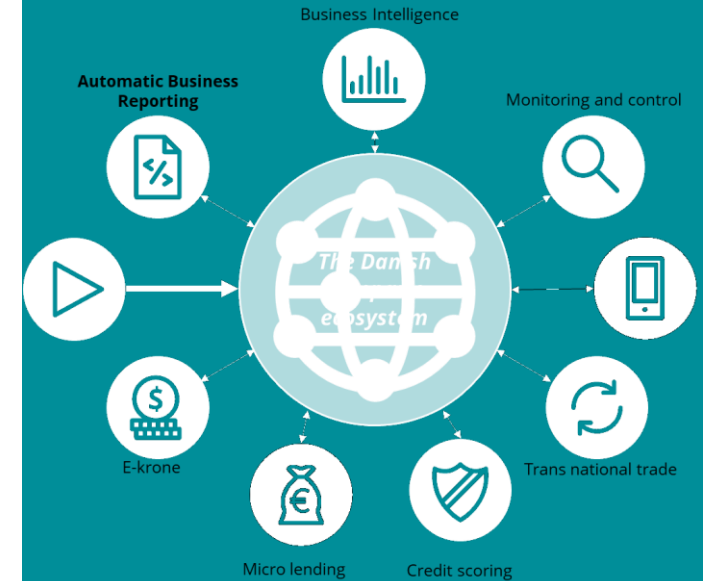 Business Intelligence
Automatic Business
Reporting
Monitoring and control
The Danish
ecosystem
E-krone
Trans national trade
Micro lending
Credit scoring